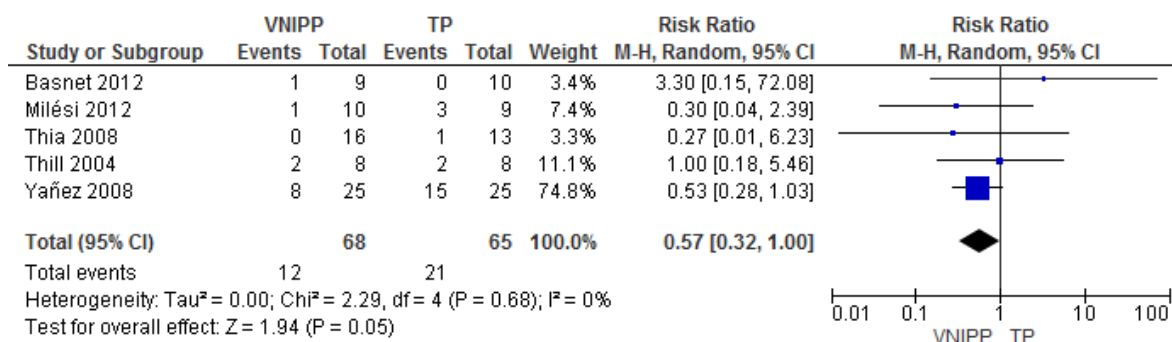 VNIPP TP Risk Ratio Risk Ratio
Study or Subgroup Events Total Events Total Weight M-H, Random, 95% CI M-H, Random, 95% CI
Basnet 2012 1 9 0 10 3.4% 3.30 [0.15, 72.08]
Milési 2012 1 10 3 9 7.4% 0.30 [0.04, 2.39]
Thia 2008 0 16 1 13 3.3% 0.27 [0.01, 6.23]
Thill 2004 2 8 2 8 11.1% 1.00 [0.18, 5.46]
Yañez 2008 8 25 15 25 74.8% 0.53 [0.28, 1.03]
Total (95% CI) 68 65 100.0% 0.57 [0.32, 1.00]
Total events 12 21
Heterogeneity: Tau² = 0.00; Chi² = 2.29, df = 4 (P = 0.68); I² = 0%
Test for overall effect: Z = 1.94 (P = 0.05)
0.01 0.1 1 10 100
VNIPP TP